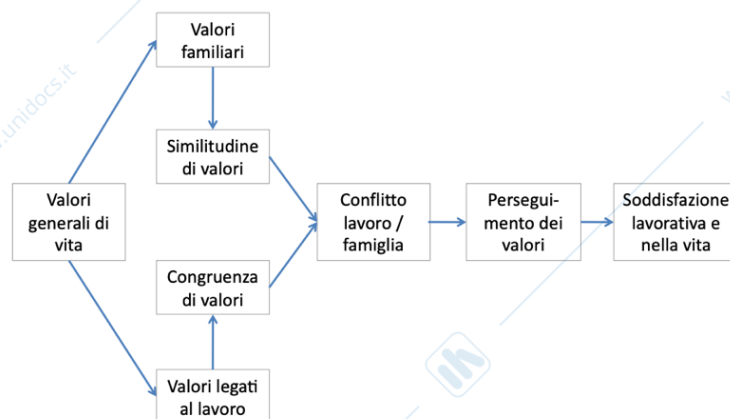 Valori
familiari
Similitudine
di valori
Valori
generali di
vita
Conflitto
lavoro /
famiglia
Persegui-
mento dei
valori
Soddisfazione
lavorativa e
nella vita
Congruenza
di valori
Valori legati
al lavoro
.unidocs.it